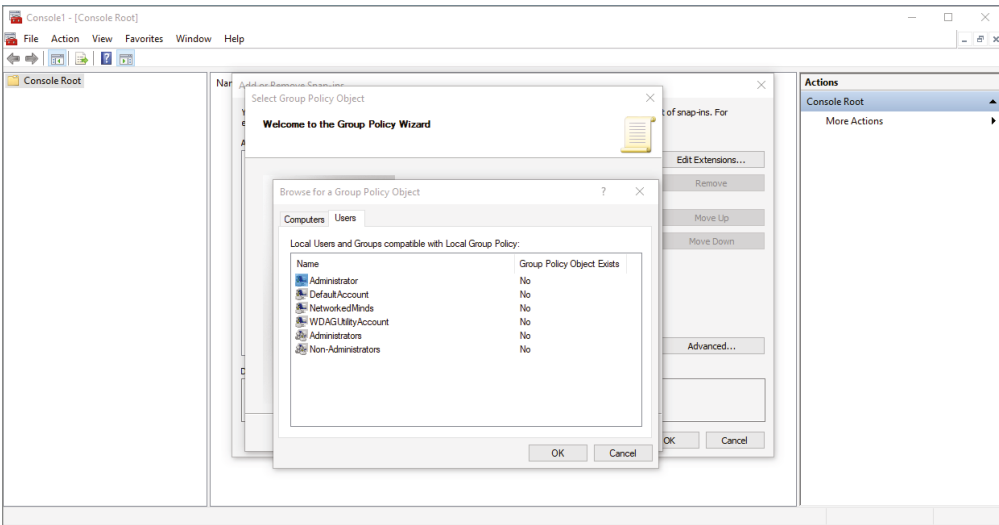 Console1 - [Console Root]
File Action View Favorites Window Help
Console Root
Add or Remove Snap-ins
Select Group Policy Object
Welcome to the Group Policy Wizard
of snap-ins. For
Edit Extensions...
Remove
Move Up
Move Down
Advanced...
OK Cancel
Browse for a Group Policy Object ?
Computers Users
Local Users and Groups compatible with Local Group Policy:
Name Group Policy Object Exists
Administrator No
DefaultAccount No
NetworkedMinds No
WDAGUtilityAccount No
Administrators No
Non-Administrators No
OK Cancel
Actions
Console Root
More Actions